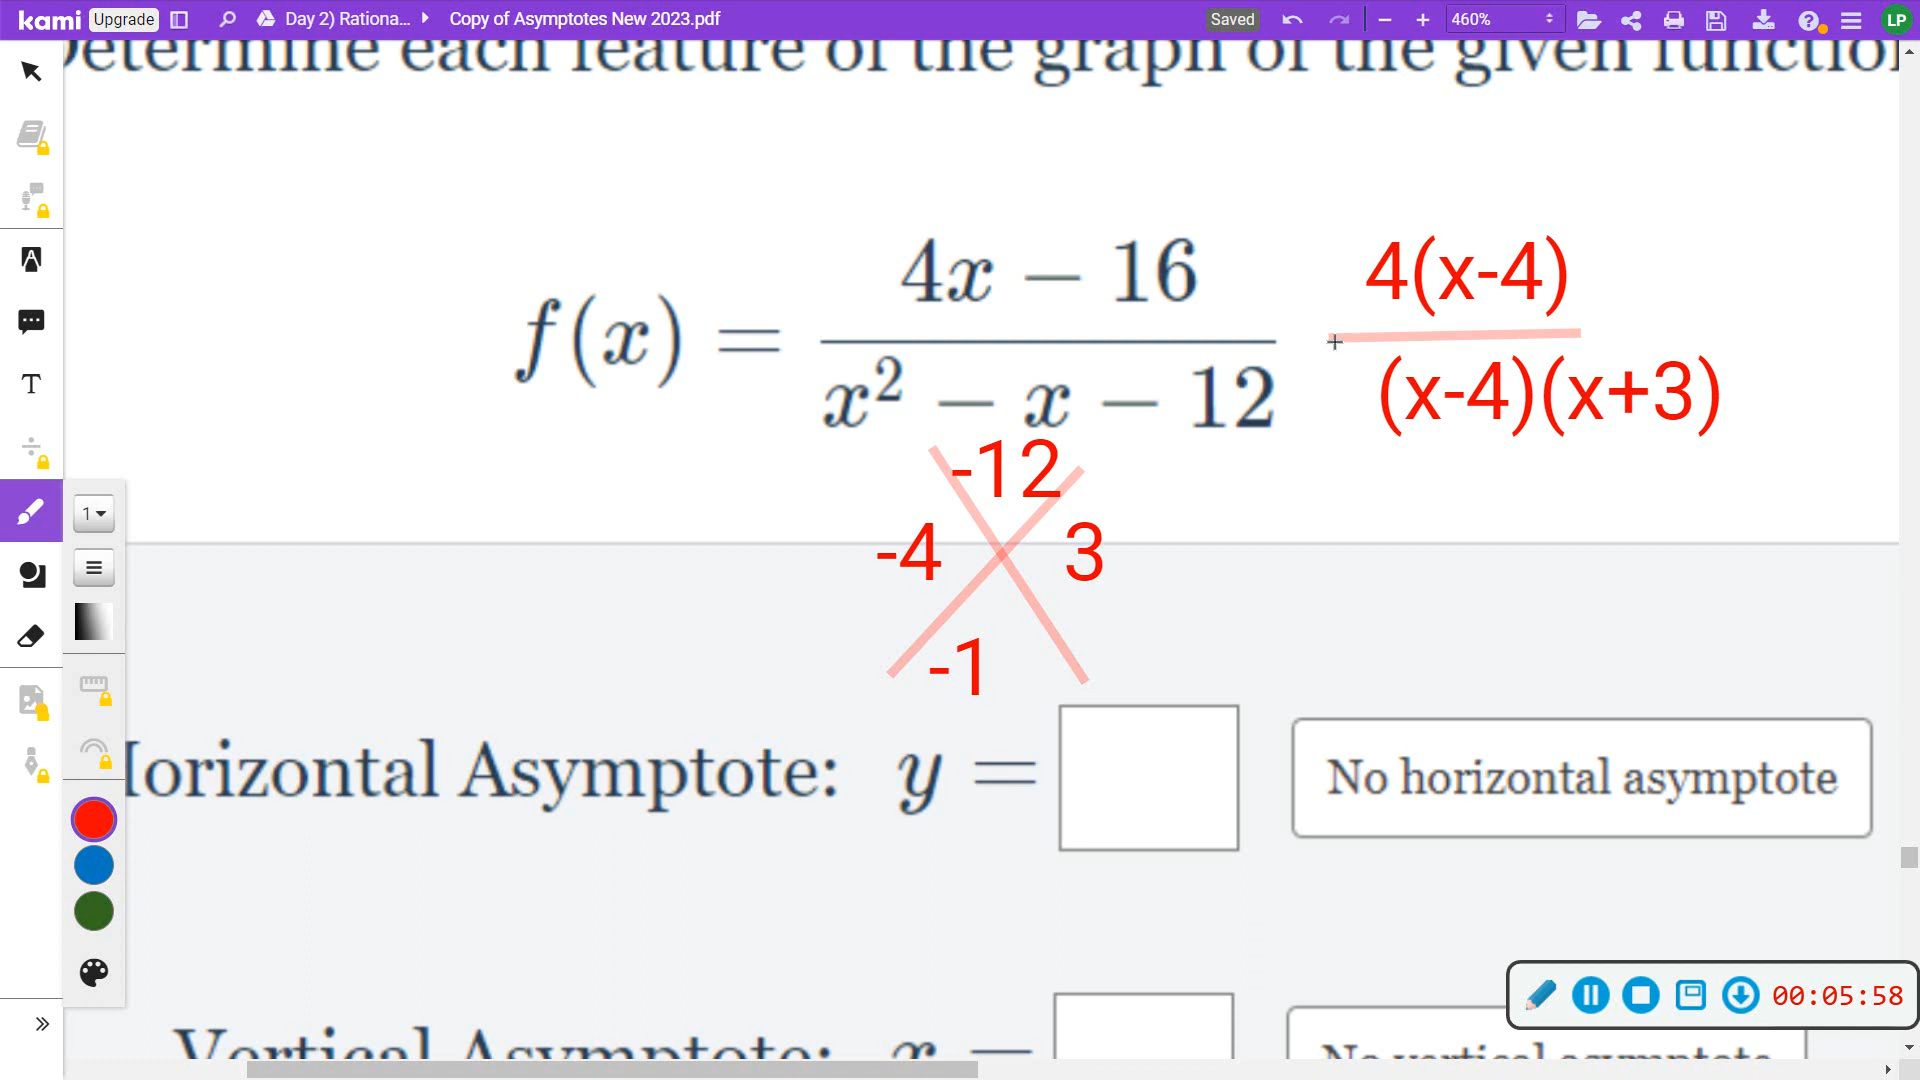 kami Upgrade Day 2) Rationa... Copy of Asymptotes New 2023.pdf Saved 460% LP
Determine each feature of the graph of the given function
f(x) = \frac{4x - 16}{x^2 - x - 12}
4(x-4)
(x-4)(x+3)
-12
-4 3
-1
1
Horizontal Asymptote: y = No horizontal asymptote
00:05:58
Vertical Asymptote: x = No vertical asymptote